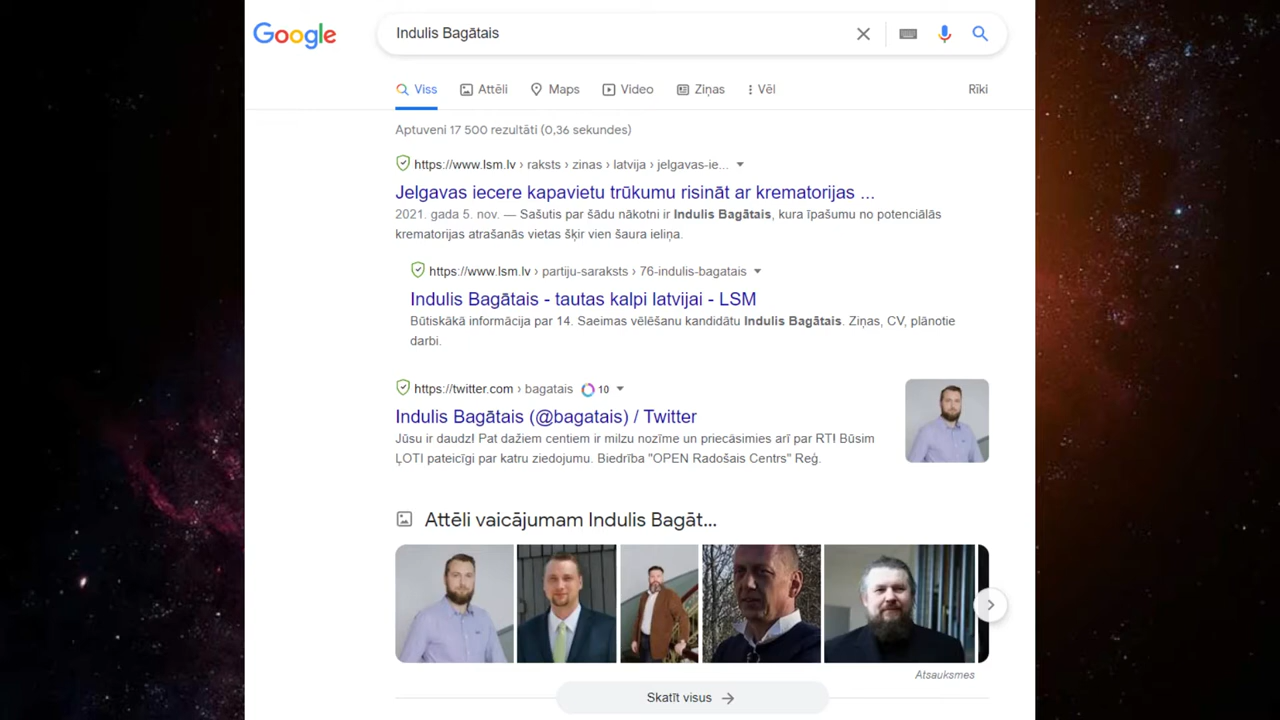 Google
Indulis Bagātais
Viss Attēli Maps Video Ziņas Vēl Rīki
Aptuveni 17 500 rezultāti (0,36 sekundes)
https://www.lsm.lv › raksts › zinas › latvija › jelgavas-ie...
Jelgavas iecere kapavietu trūkumu risināt ar krematorijas ...
2021. gada 5. nov. — Sašutis par šādu nākotni ir Indulis Bagātais, kura īpašumu no potenciālās
krematorijas atrašanās vietas šķir vien šaura ieliņa.
https://www.lsm.lv › partiju-saraksts › 76-indulis-bagatais
Indulis Bagātais - tautas kalpi latvijai - LSM
Būtiskākā informācija par 14. Saeimas vēlēšanu kandidātu Indulis Bagātais. Ziņas, CV, plānotie
darbi.
https://twitter.com › bagatais 10
Indulis Bagātais (@bagatais) / Twitter
Jūsu ir daudz! Pat dažiem centiem ir milzu nozīme un priecāsimies arī par RT! Būsim
ĻOTI pateicīgi par katru ziedojumu. Biedrība "OPEN Radošais Centrs" Reģ.
Attēli vaicājumam Indulis Bagāt...
Atsauksmes
Skatīt visus